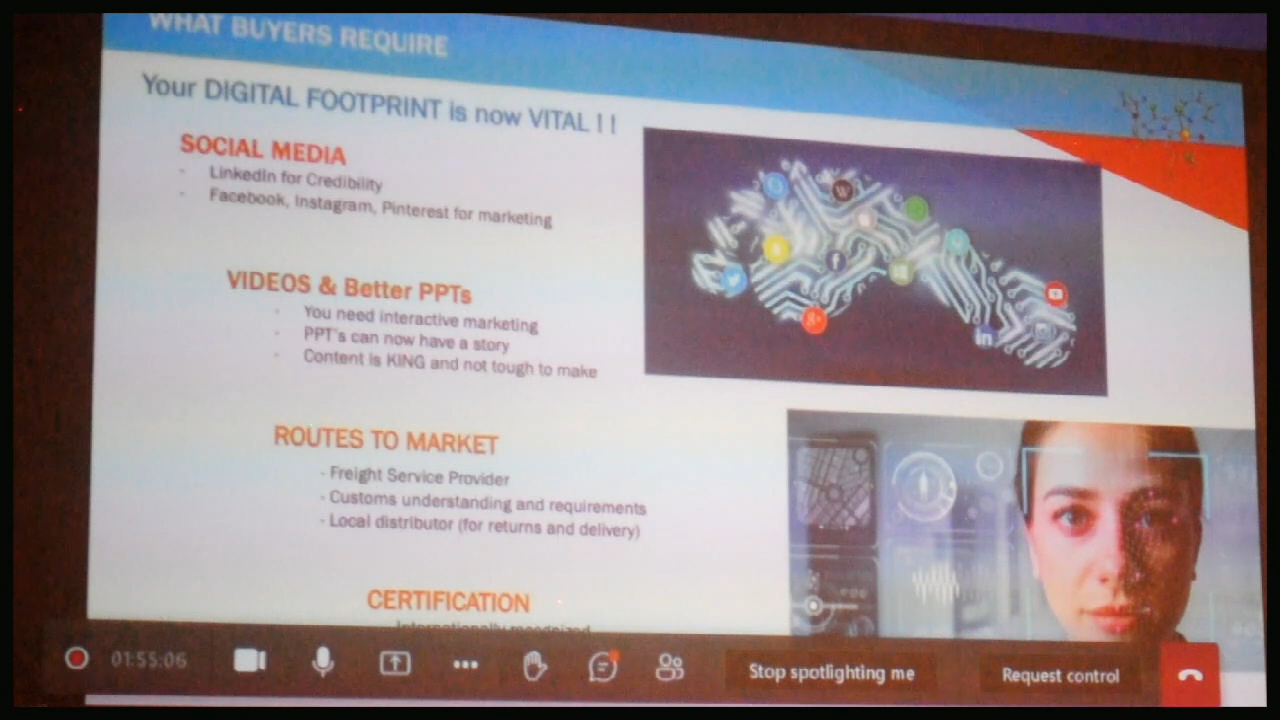 WHAT BUYERS REQUIRE
Your DIGITAL FOOTPRINT is now VITAL ! !
SOCIAL MEDIA
- LinkedIn for Credibility
- Facebook, Instagram, Pinterest for marketing
VIDEOS & Better PPTs
- You need interactive marketing
- PPT's can now have a story
- Content is KING and not tough to make
ROUTES TO MARKET
- Freight Service Provider
- Customs understanding and requirements
- Local distributor (for returns and delivery)
CERTIFICATION
Internationally recognized
01:55:06
Stop spotlighting me
Request control